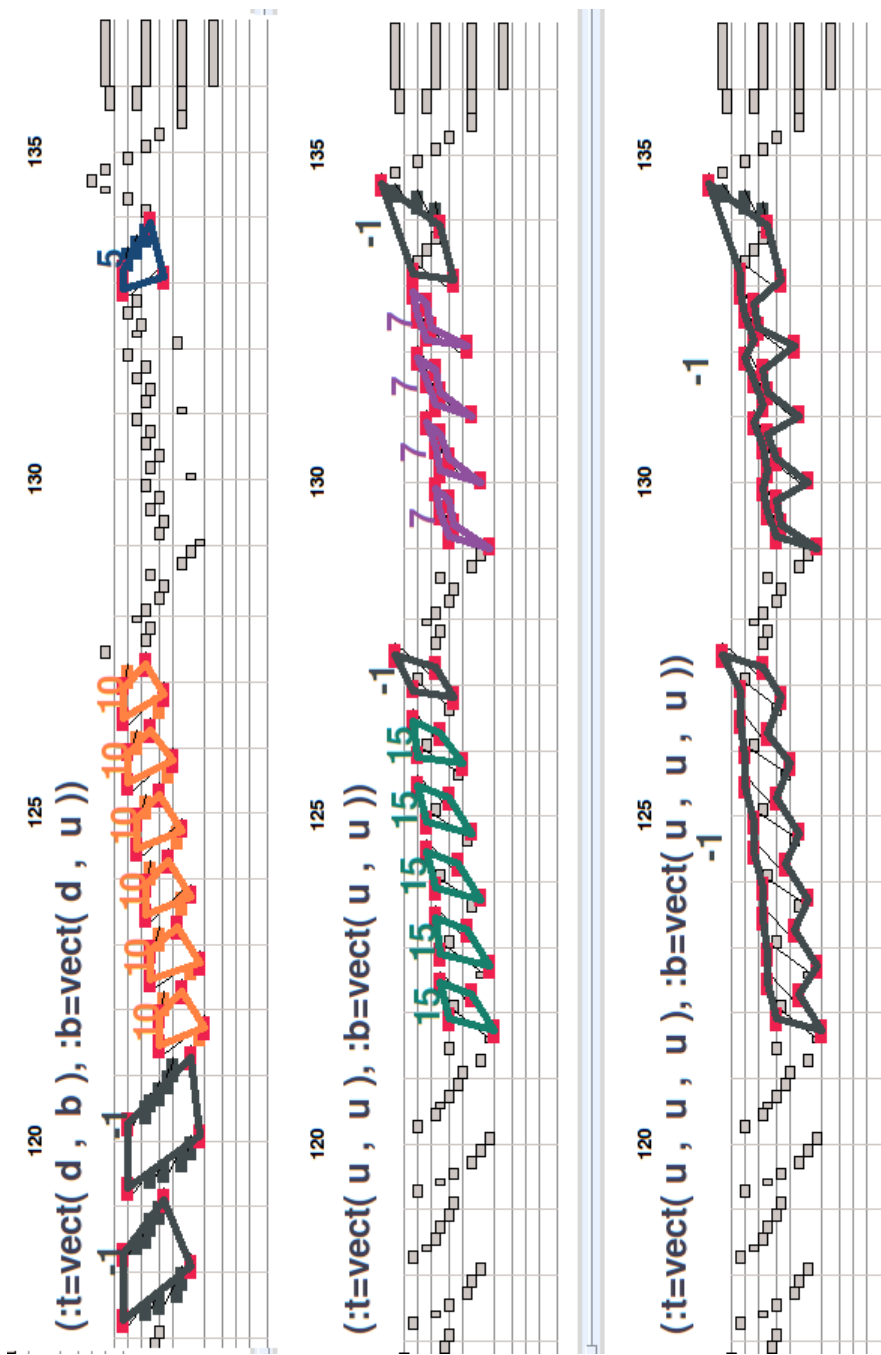 120 125 130 135
(:t=vect( d , b ), :b=vect( d , u ))
-1 -1 10 10 10 10 10 10 5
120 125 130 135
(:t=vect( u , u ), :b=vect( u , u ))
15 15 15 15 15 -1 7 7 7 7 -1
120 125 130 135
(:t=vect( u , u , u ), :b=vect( u , u , u ))
-1 -1